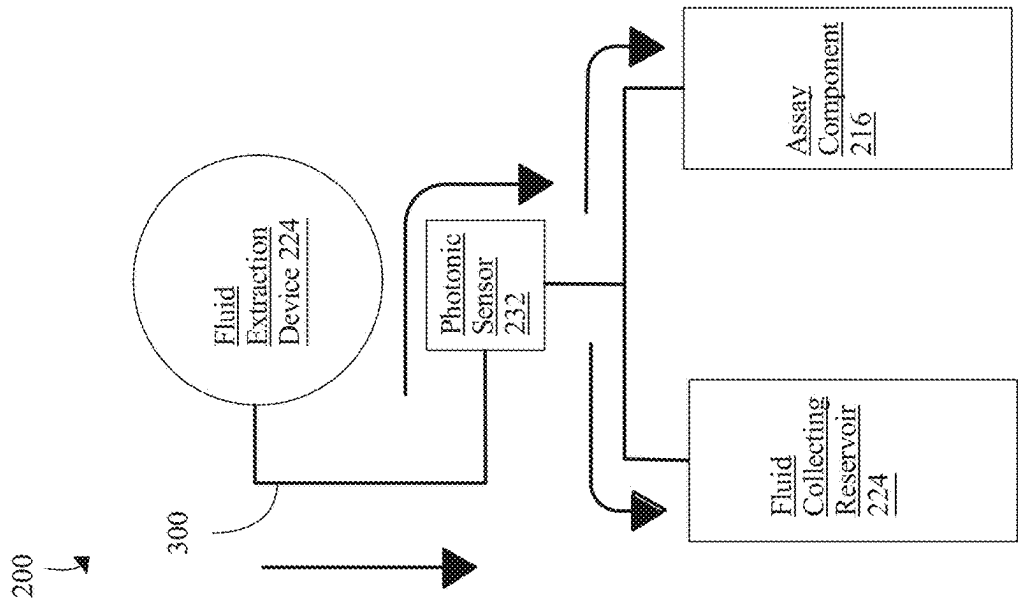 200
300
Fluid
Extraction
Device 224
Photonic
Sensor
232
Fluid
Collecting
Reservoir
224
Assay
Component
216